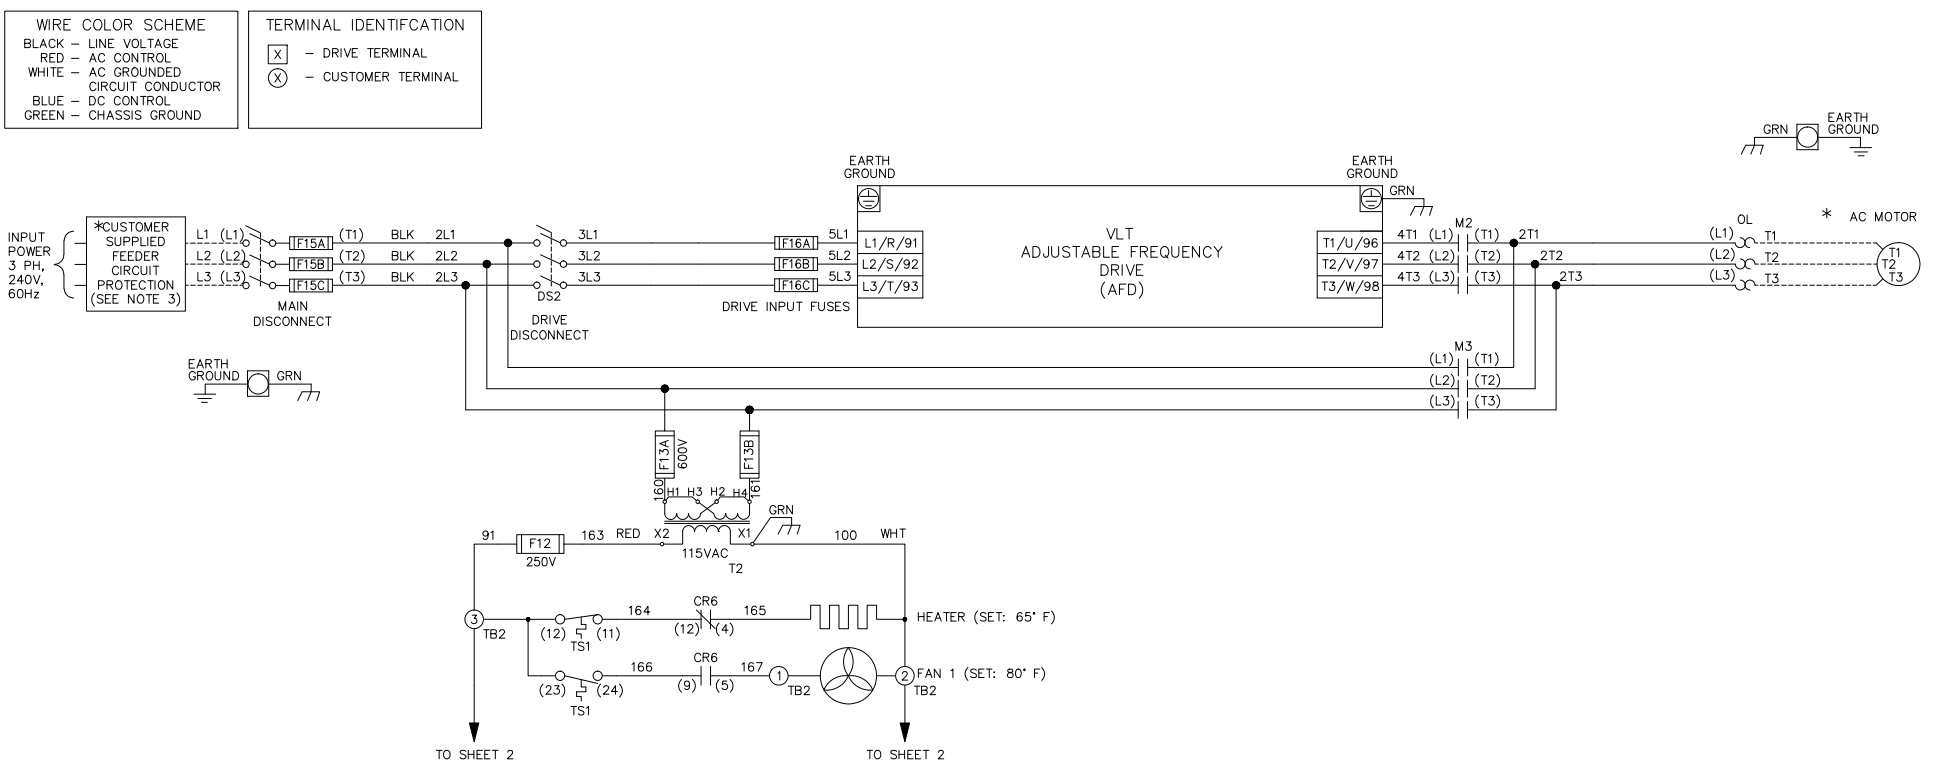 WIRE COLOR SCHEME
BLACK – LINE VOLTAGE
RED – AC CONTROL
WHITE – AC GROUNDED
CIRCUIT CONDUCTOR
BLUE – DC CONTROL
GREEN – CHASSIS GROUND
TERMINAL IDENTIFCATION
X – DRIVE TERMINAL
X – CUSTOMER TERMINAL
INPUT
POWER
3 PH,
240V,
60Hz
*CUSTOMER
SUPPLIED
FEEDER
CIRCUIT
PROTECTION
(SEE NOTE 3)
L1 (L1) F15A (T1) BLK 2L1
L2 (L2) F15B (T2) BLK 2L2
L3 (L3) F15C (T3) BLK 2L3
MAIN
DISCONNECT
3L1
3L2
3L3
DS2
DRIVE
DISCONNECT
F16A 5L1
F16B 5L2
F16C 5L3
DRIVE INPUT FUSES
EARTH
GROUND
L1/R/91
L2/S/92
L3/T/93
VLT
ADJUSTABLE FREQUENCY
DRIVE
(AFD)
EARTH
GROUND
GRN
T1/U/96
T2/V/97
T3/W/98
M2
4T1 (L1) (T1) 2T1
4T2 (L2) (T2) 2T2
4T3 (L3) (T3) 2T3
OL
(L1) T1
(L2) T2
(L3) T3
* AC MOTOR
T1
T2
T3
GRN
EARTH
GROUND
M3
(L1) (T1)
(L2) (T2)
(L3) (T3)
EARTH
GROUND
GRN
F13A
600V
F13B
160
H1 H3 H2 H4
161
GRN
91 F12 163 RED X2
250V
115VAC
X1 100 WHT
T2
3
TB2
(12) (11)
TS1
164
CR6
(12) (4)
165
HEATER (SET: 65° F)
(23) (24)
TS1
166
CR6
(9) (5)
167
1
TB2
2
TB2
FAN 1 (SET: 80° F)
TO SHEET 2
TO SHEET 2